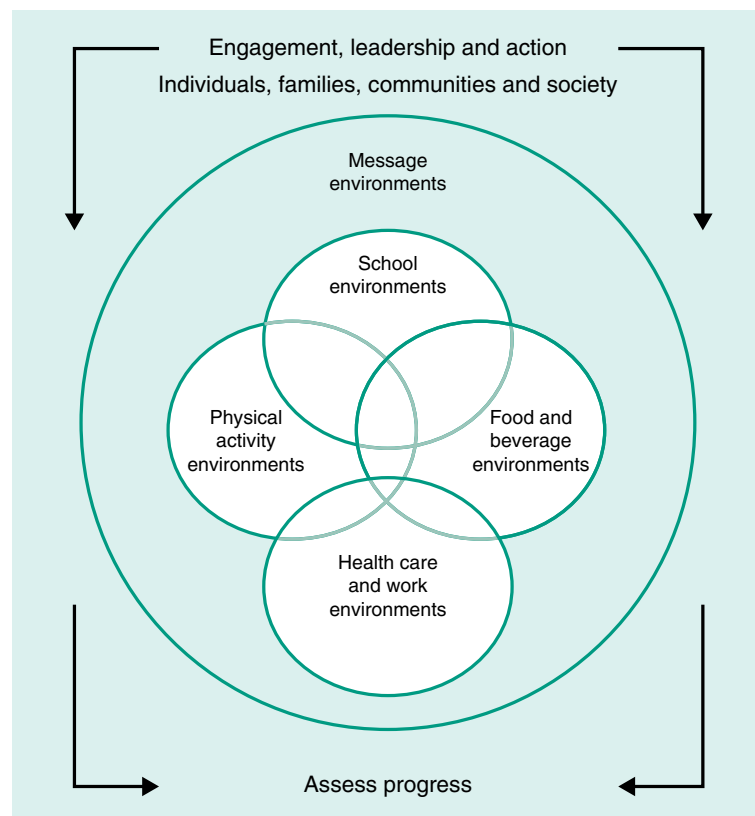 Engagement, leadership and action
Individuals, families, communities and society
Message
environments
School
environments
Physical
activity
environments
Food and
beverage
environments
Health care
and work
environments
Assess progress